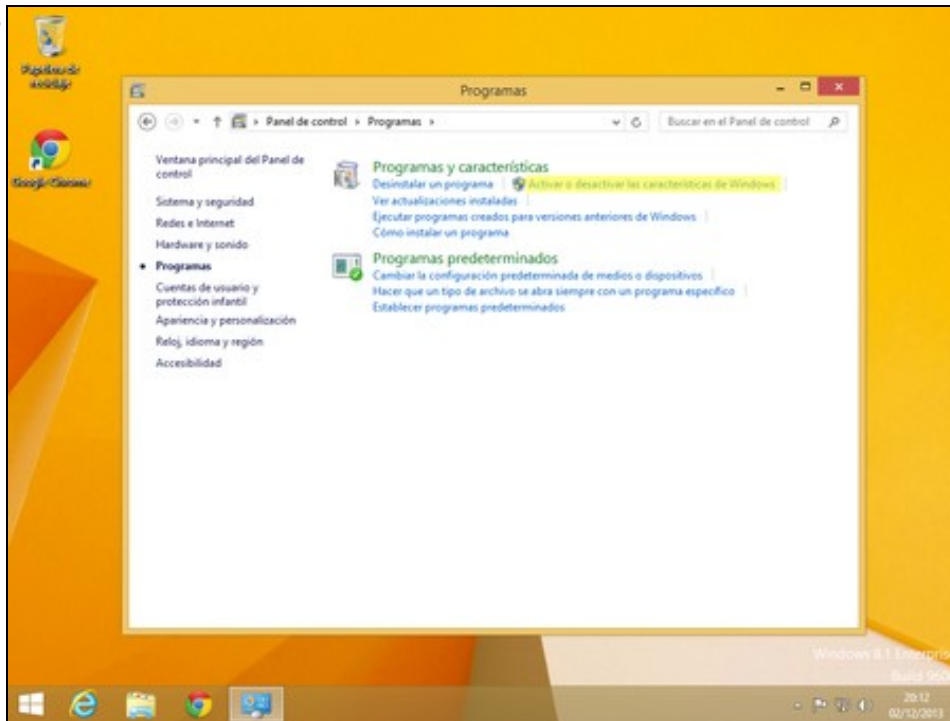 Papelera de
reciclaje
Google Chrome
Programas
Panel de control
Programas
Buscar en el Panel de control
Ventana principal del Panel de
control
Sistema y seguridad
Redes e Internet
Hardware y sonido
Programas
Cuentas de usuario y
protección infantil
Apariencia y personalización
Reloj, idioma y región
Accesibilidad
Programas y características
Desinstalar un programa
Activar o desactivar las características de Windows
Ver actualizaciones instaladas
Ejecutar programas creados para versiones anteriores de Windows
Cómo instalar un programa
Programas predeterminados
Cambiar la configuración predeterminada de medios o dispositivos
Hacer que un tipo de archivo se abra siempre con un programa específico
Establecer programas predeterminados
Windows 8.1 Enterpris
Build 960
20:12
02/12/2013